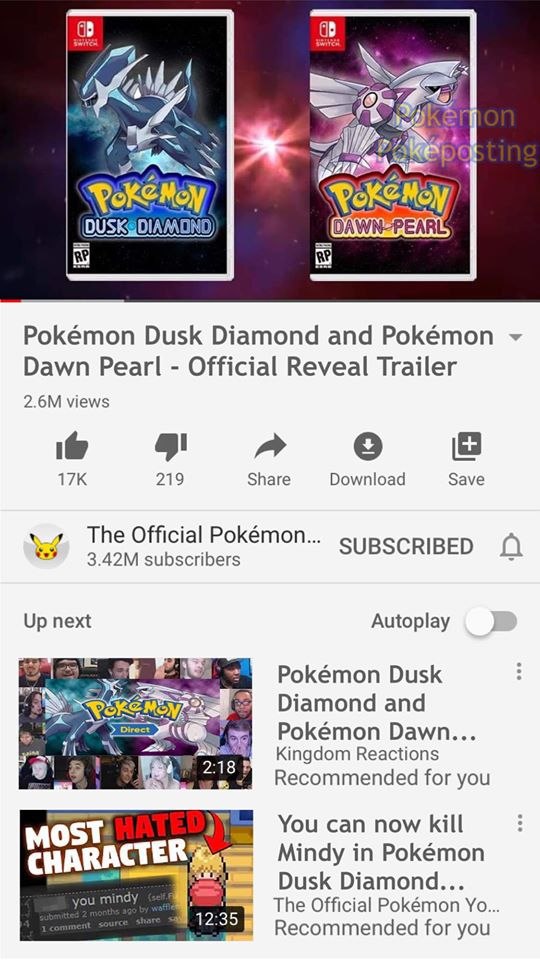 NINTENDO
SWITCH
POKéMON
DUSK DIAMOND
RP
NINTENDO
SWITCH
POKéMON
DAWN PEARL
RP
Pokémon
Poképosting
Pokémon Dusk Diamond and Pokémon
Dawn Pearl - Official Reveal Trailer
2.6M views
17K
219
Share
Download
Save
The Official Pokémon...
3.42M subscribers
SUBSCRIBED
Up next
Autoplay
POKéMON
Direct
2:18
Pokémon Dusk
Diamond and
Pokémon Dawn...
Kingdom Reactions
Recommended for you
MOST HATED
CHARACTER
you mindy (self.
submitted 2 months ago by waffle
1 comment source share
12:35
You can now kill
Mindy in Pokémon
Dusk Diamond...
The Official Pokémon Yo...
Recommended for you